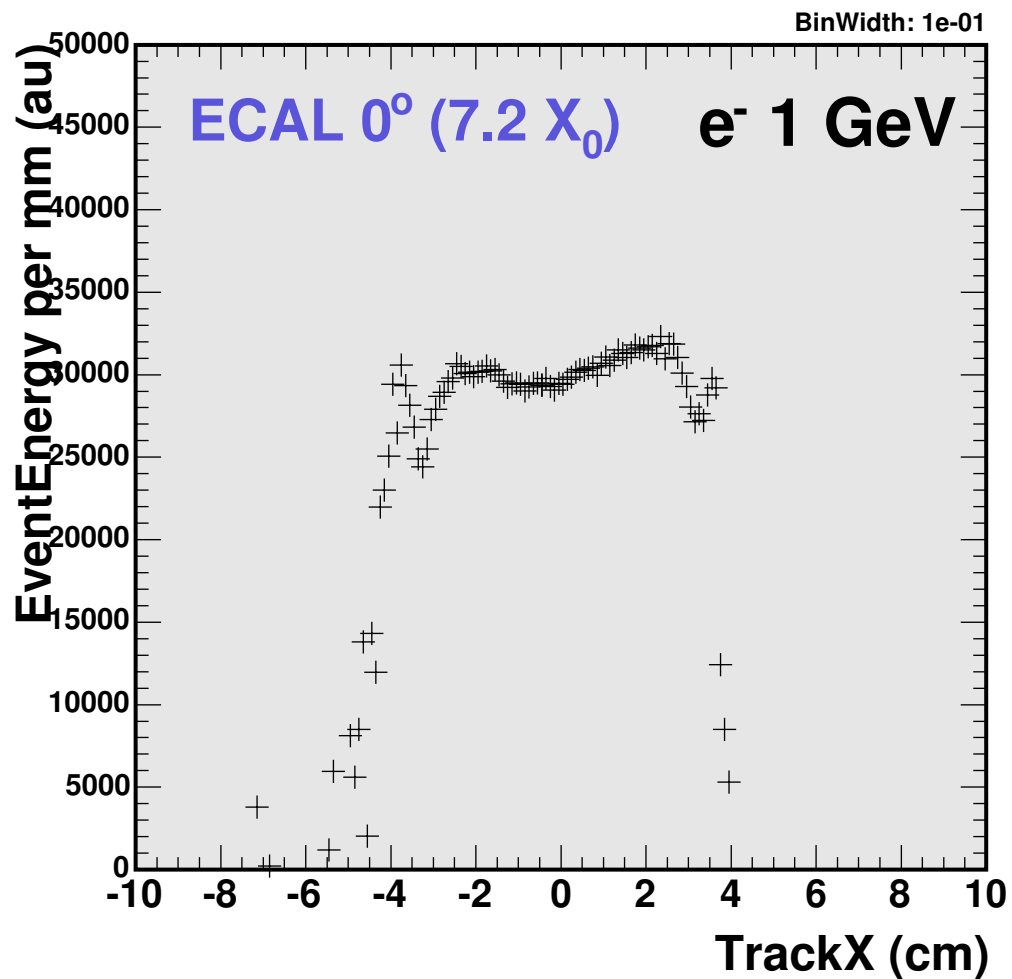 BinWidth: 1e-01
EventEnergy per mm (au)
50000
45000
40000
35000
30000
25000
20000
15000
10000
5000
0
ECAL 0° (7.2 X₀) e⁻ 1 GeV
-10 -8 -6 -4 -2 0 2 4 6 8 10
TrackX (cm)